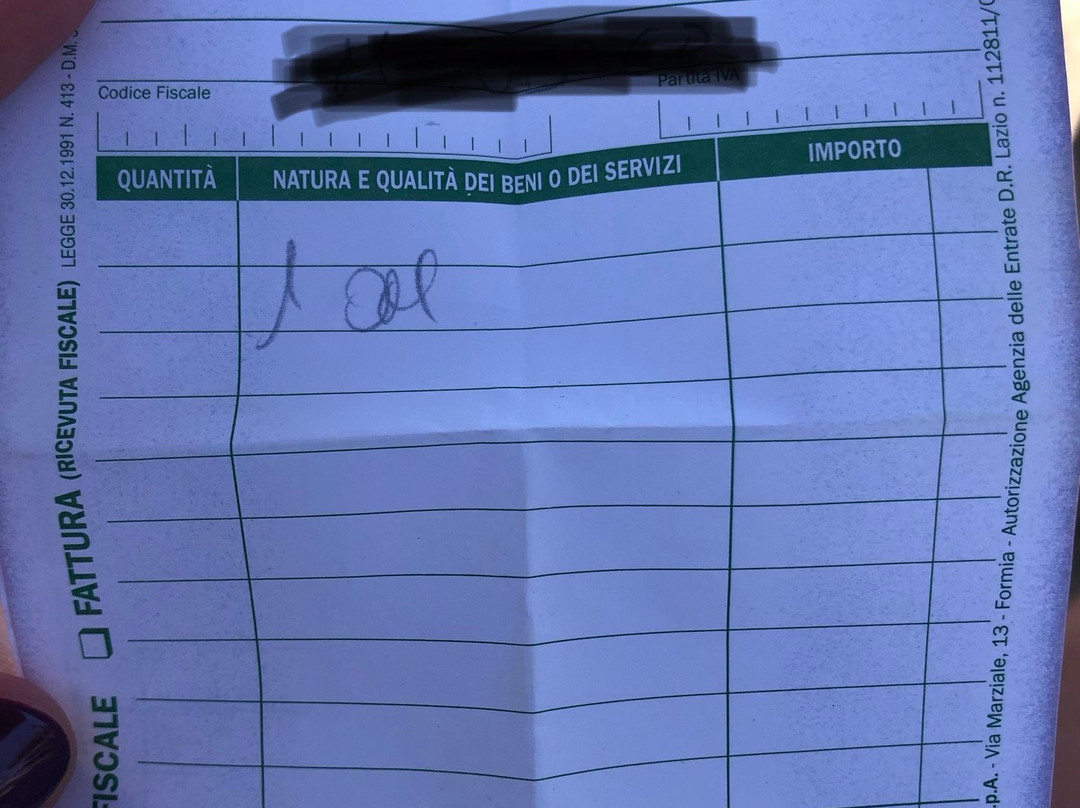 Codice Fiscale
Partita IVA
QUANTITÀ
NATURA E QUALITÀ DEI BENI O DEI SERVIZI
IMPORTO
1
FISCALE
FATTURA (RICEVUTA FISCALE) LEGGE 30.12.1991 N. 413 - D.M.
p.A. - Via Marziale, 13 - Formia - Autorizzazione Agenzia delle Entrate D.R. Lazio n. 112811/